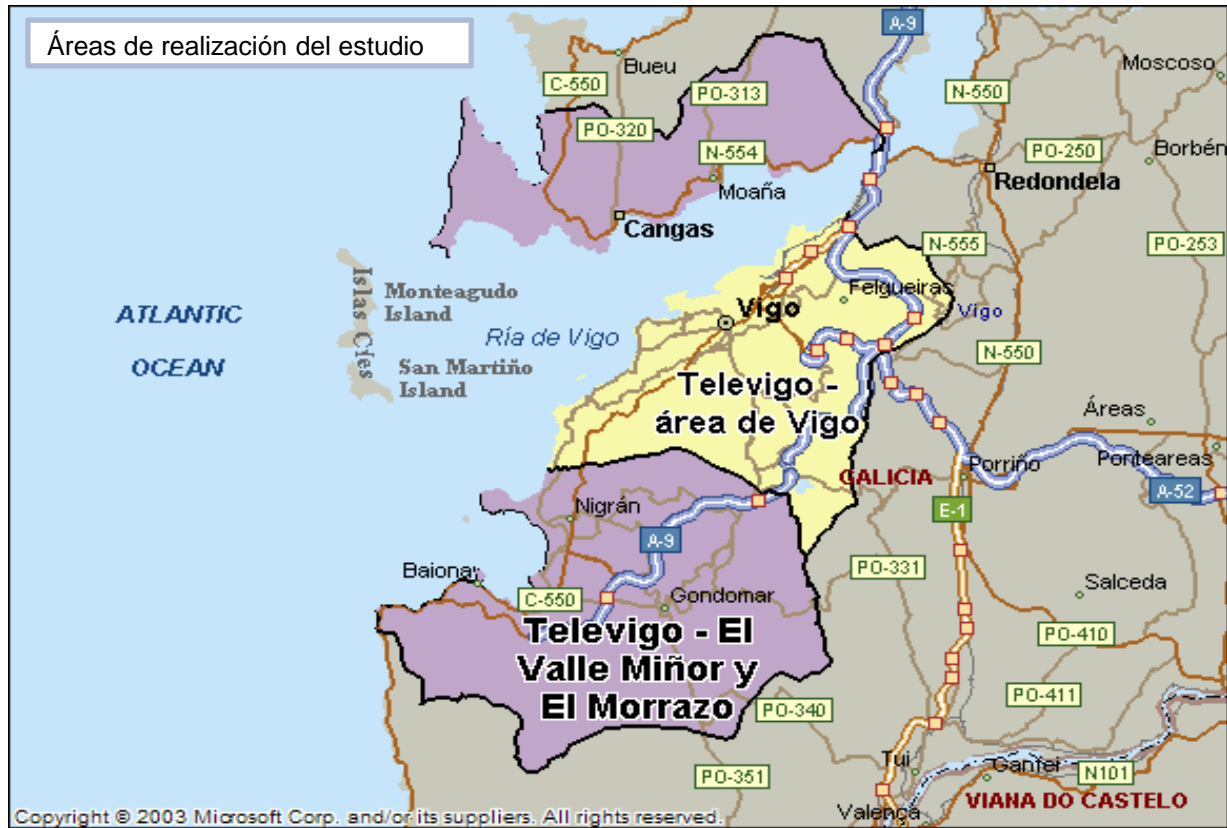 Áreas de realización del estudio
A-9
Bueu
Moscoso
C-550
PO-313
N-550
PO-320
PO-250
Borbén
N-554
Moaña
Redondela
Cangas
N-555
PO-253
Islas Cíes
Monteagudo
Island
Felgueiras
ATLANTIC
OCEAN
Vigo
Vigo
Ría de Vigo
San Martiño
Island
N-550
Televigo -
área de Vigo
Áreas
Porriño
Ponteareas
GALICIA
A-52
Nigrán
E-1
A-9
Baiona
PO-331
Salceda
C-550
Gondomar
Televigo - El
Valle Miñor y
El Morrazo
PO-410
PO-411
PO-340
Tui
Ganfei
N101
PO-351
VIANA DO CASTELO
Valença
Copyright © 2003 Microsoft Corp. and/or its suppliers. All rights reserved.